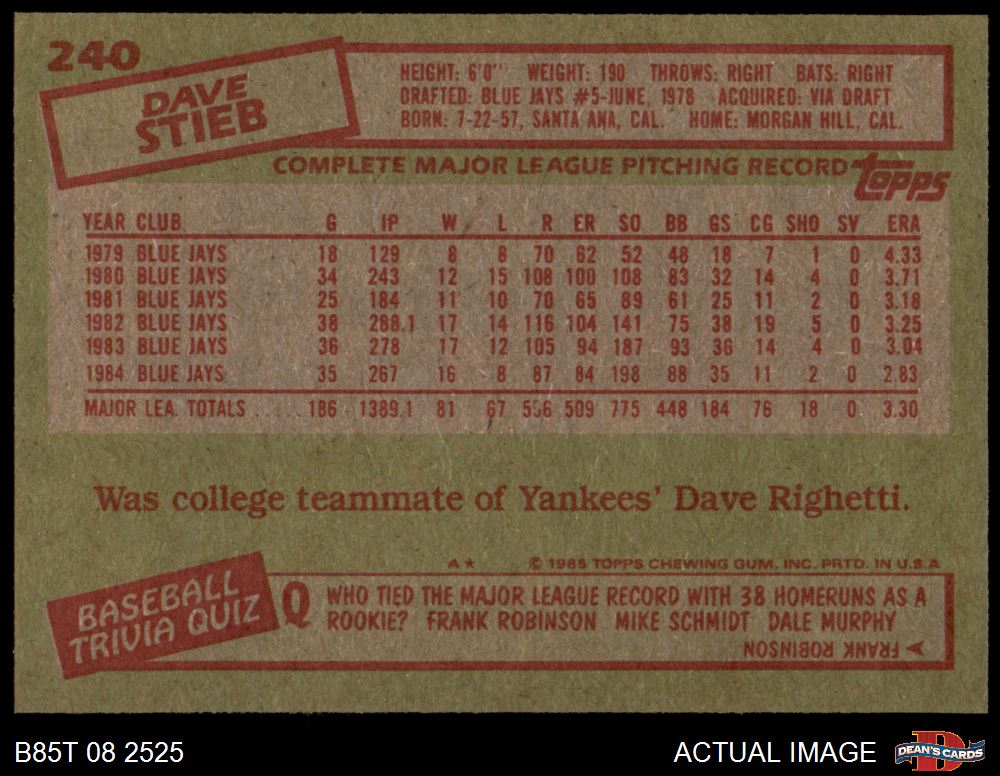 240
DAVE
STIEB
HEIGHT: 6'0" WEIGHT: 190 THROWS: RIGHT BATS: RIGHT
DRAFTED: BLUE JAYS #5-JUNE, 1978 ACQUIRED: VIA DRAFT
BORN: 7-22-57, SANTA ANA, CAL. HOME: MORGAN HILL, CAL.
COMPLETE MAJOR LEAGUE PITCHING RECORD topps
YEAR CLUB G IP W L R ER SO BB GS CG SHO SV ERA
1979 BLUE JAYS 18 129 8 8 70 62 52 48 18 7 1 0 4.33
1980 BLUE JAYS 34 243 12 15 108 100 108 83 32 14 4 0 3.71
1981 BLUE JAYS 25 184 11 10 70 65 89 61 25 11 2 0 3.18
1982 BLUE JAYS 38 288.1 17 14 116 104 141 75 38 19 5 0 3.25
1983 BLUE JAYS 36 278 17 12 105 94 187 93 36 14 4 0 3.04
1984 BLUE JAYS 35 267 16 8 87 84 198 88 35 11 2 0 2.83
MAJOR LEA. TOTALS ..... 186 1389.1 81 67 556 509 775 448 184 76 18 0 3.30
Was college teammate of Yankees' Dave Righetti.
A★ © 1985 TOPPS CHEWING GUM, INC. PRTD. IN U.S.A
BASEBALL
TRIVIA QUIZ
Q WHO TIED THE MAJOR LEAGUE RECORD WITH 38 HOMERUNS AS A
ROOKIE? FRANK ROBINSON MIKE SCHMIDT DALE MURPHY
A FRANK ROBINSON
B85T 08 2525
ACTUAL IMAGE
DEAN'S CARDS